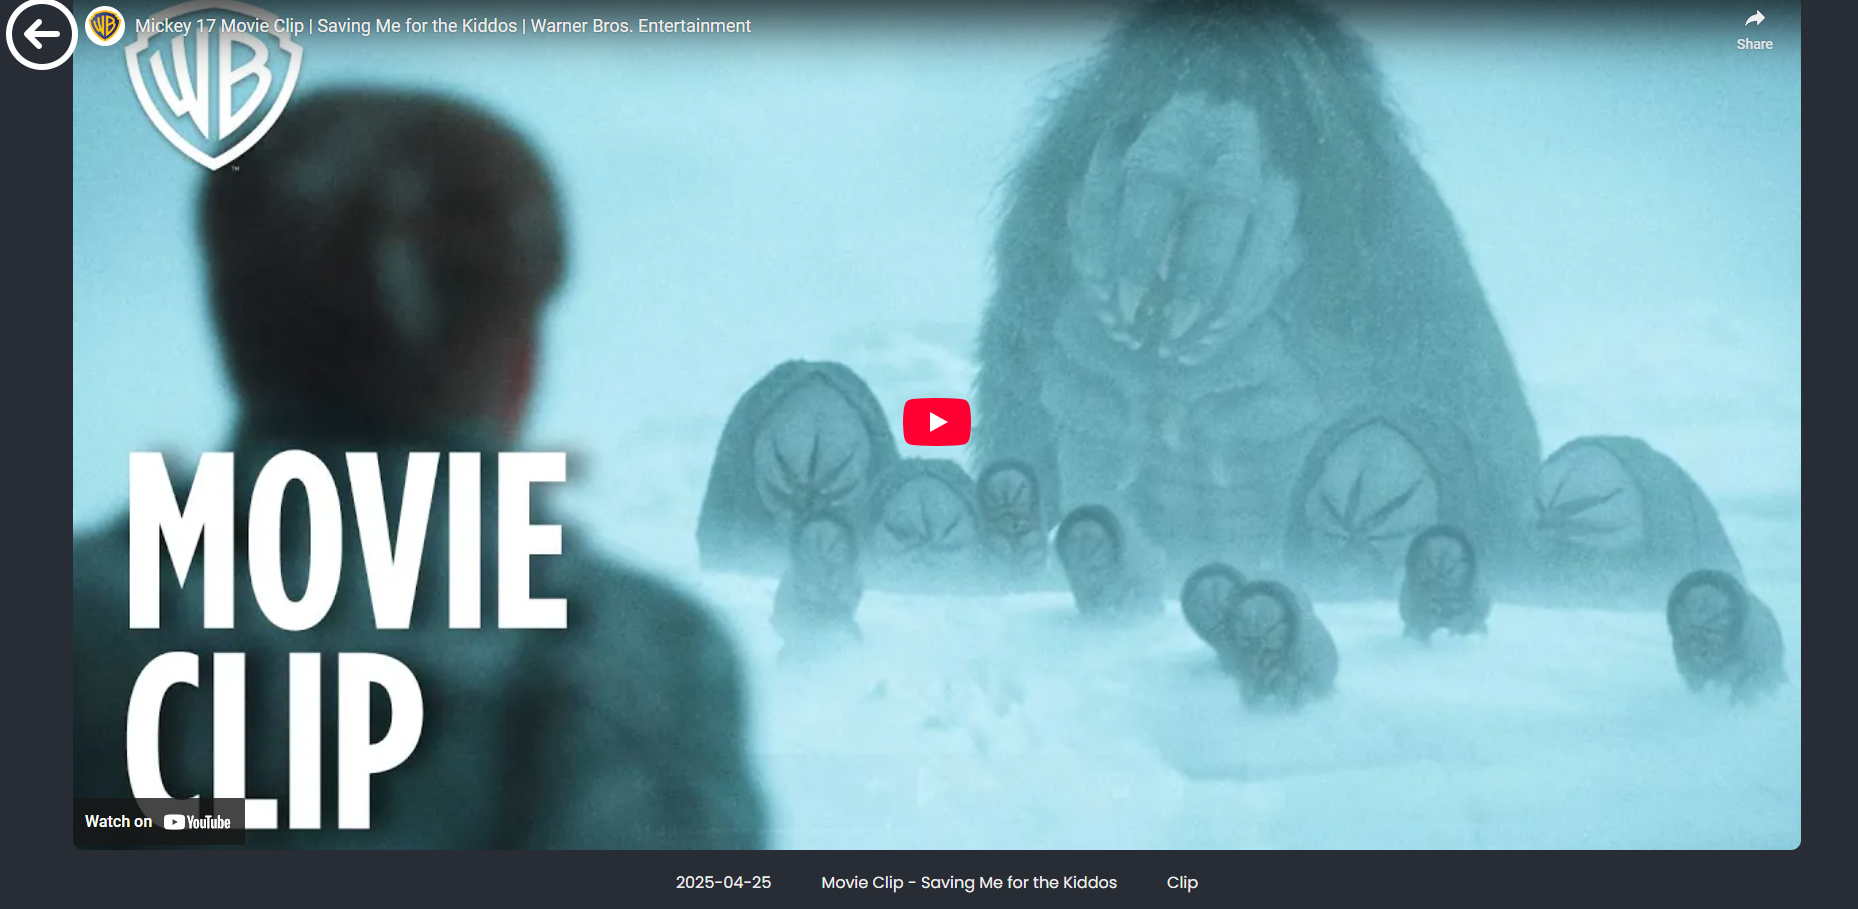 Mickey 17 Movie Clip | Saving Me for the Kiddos | Warner Bros. Entertainment
Share
WB
TM
MOVIE
CLIP
Watch on YouTube
2025-04-25 Movie Clip - Saving Me for the Kiddos Clip